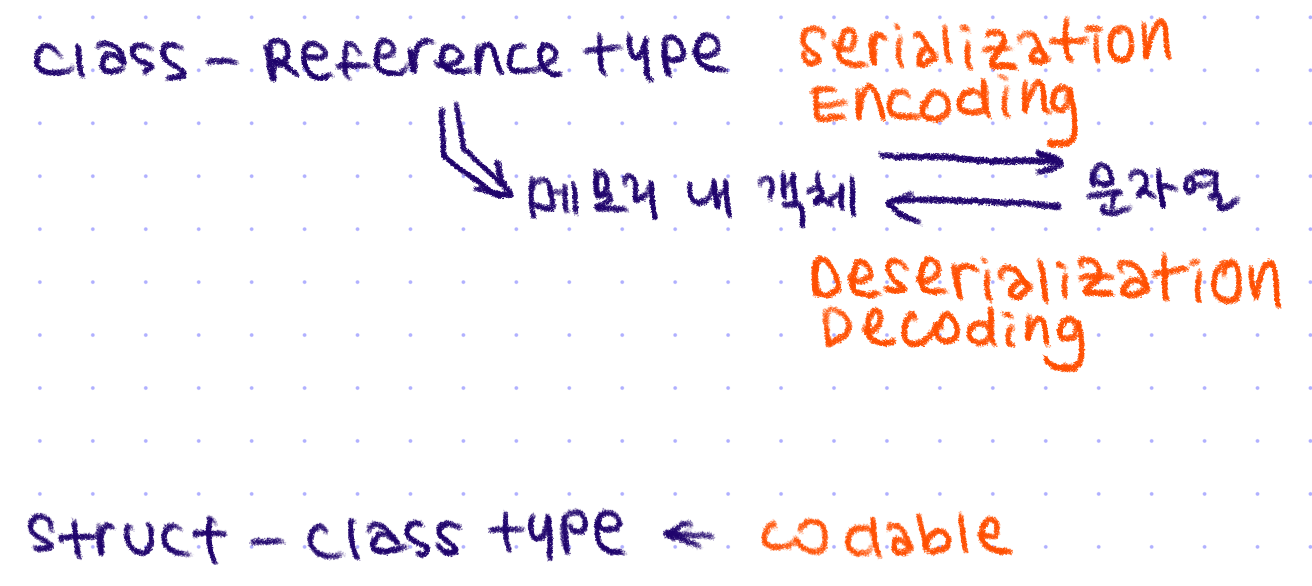 class - Reference type
Serialization
Encoding
메모리 내 객체
문자열
Deserialization
Decoding
struct - class type ← codable